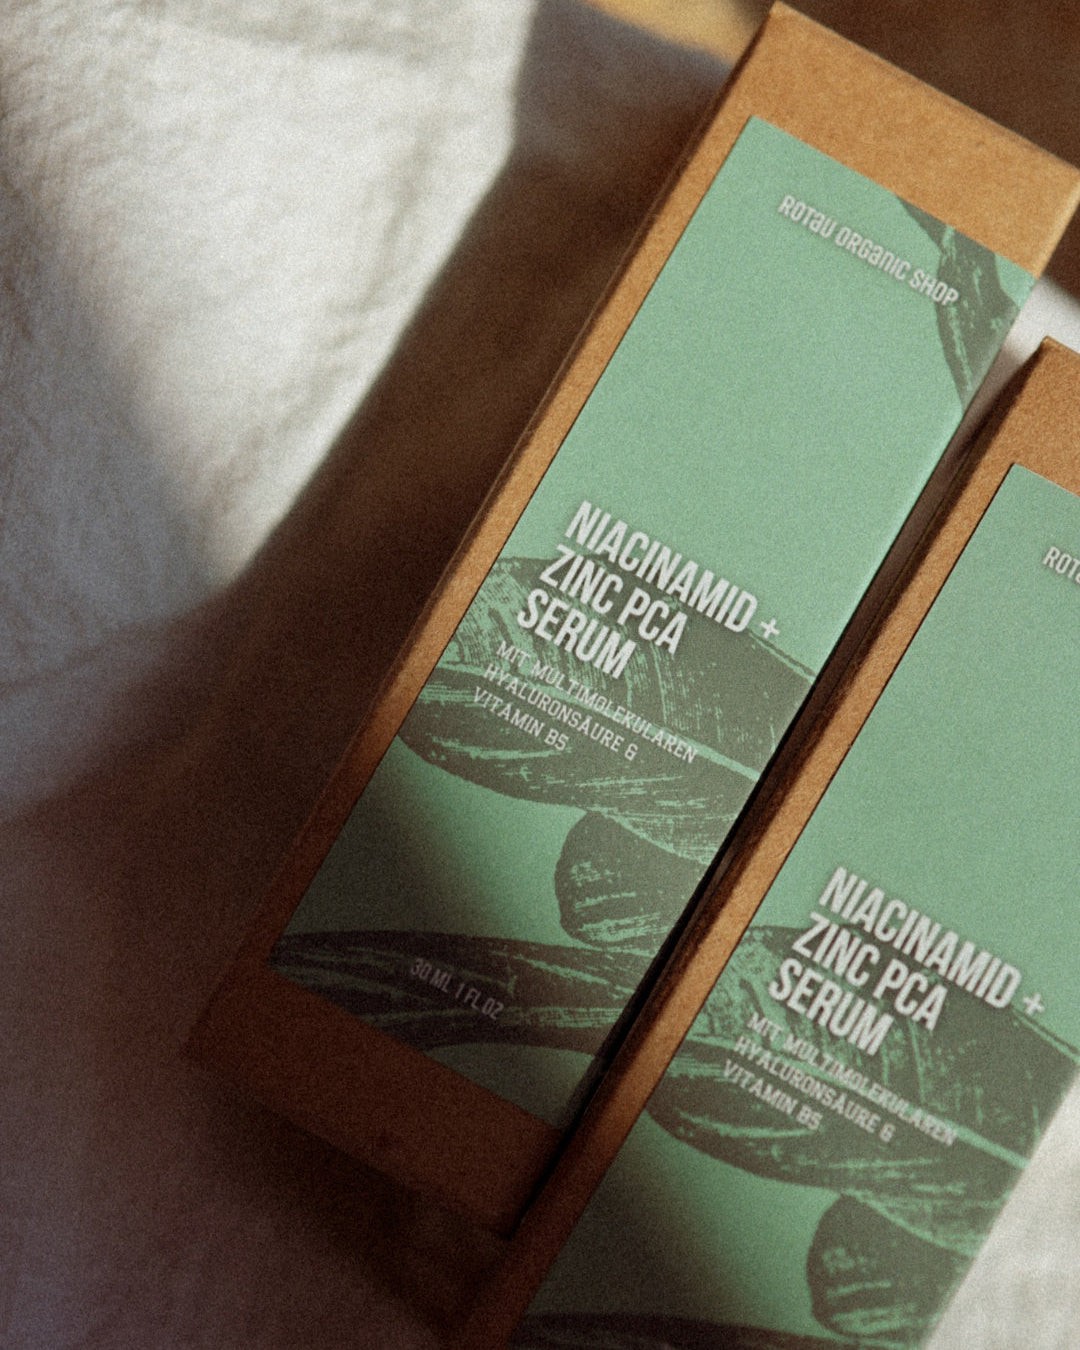 ROTAU ORGANIC SHOP
NIACINAMID +
ZINC PCA
SERUM
MIT MULTIMOLEKULAREN
HYALURONSÄURE &
VITAMIN B5
30 ML 1 FL.OZ
NIACINAMID +
ZINC PCA
SERUM
MIT MULTIMOLEKULAREN
HYALURONSÄURE &
VITAMIN B5